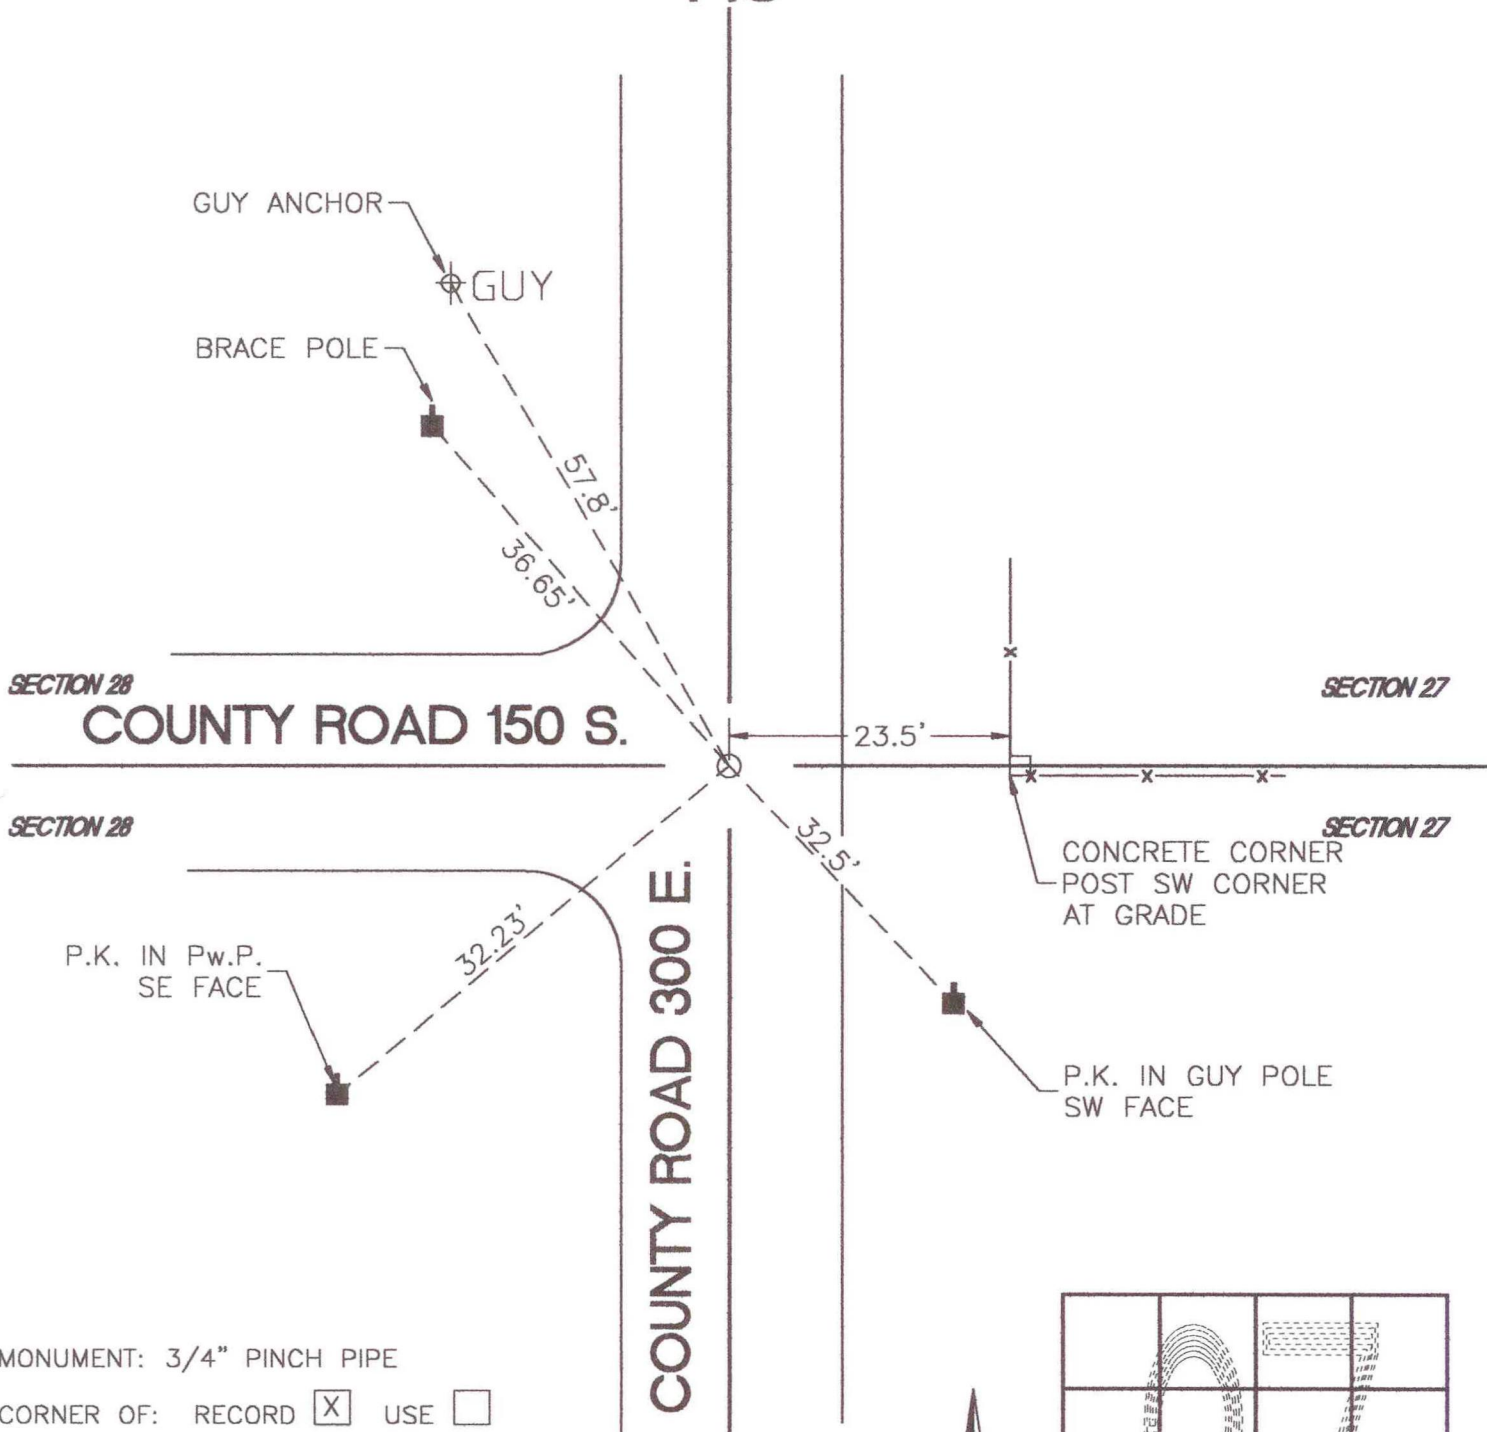 GUY ANCHOR
GUY
BRACE POLE
57.8'
36.65'
SECTION 28
SECTION 27
COUNTY ROAD 150 S.
23.5'
SECTION 28
SECTION 27
32.5'
CONCRETE CORNER
POST SW CORNER
AT GRADE
COUNTY ROAD 300 E.
32.23'
P.K. IN Pw.P.
SE FACE
P.K. IN GUY POLE
SW FACE
MONUMENT: 3/4" PINCH PIPE
CORNER OF: RECORD X USE